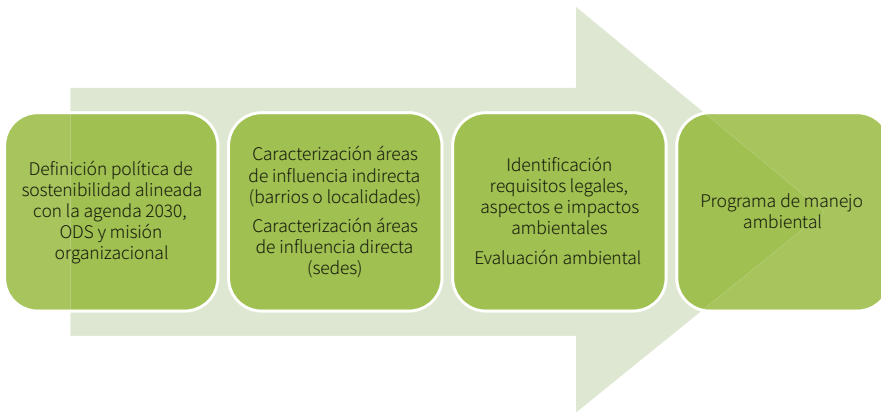 Definición política de
sostenibilidad alineada
con la agenda 2030,
ODS y misión
organizacional
Caracterización áreas
de influencia indirecta
(barrios o localidades)
Caracterización áreas
de influencia directa
(sedes)
Identificación
requisitos legales,
aspectos e impactos
ambientales
Evaluación ambiental
Programa de manejo
ambiental